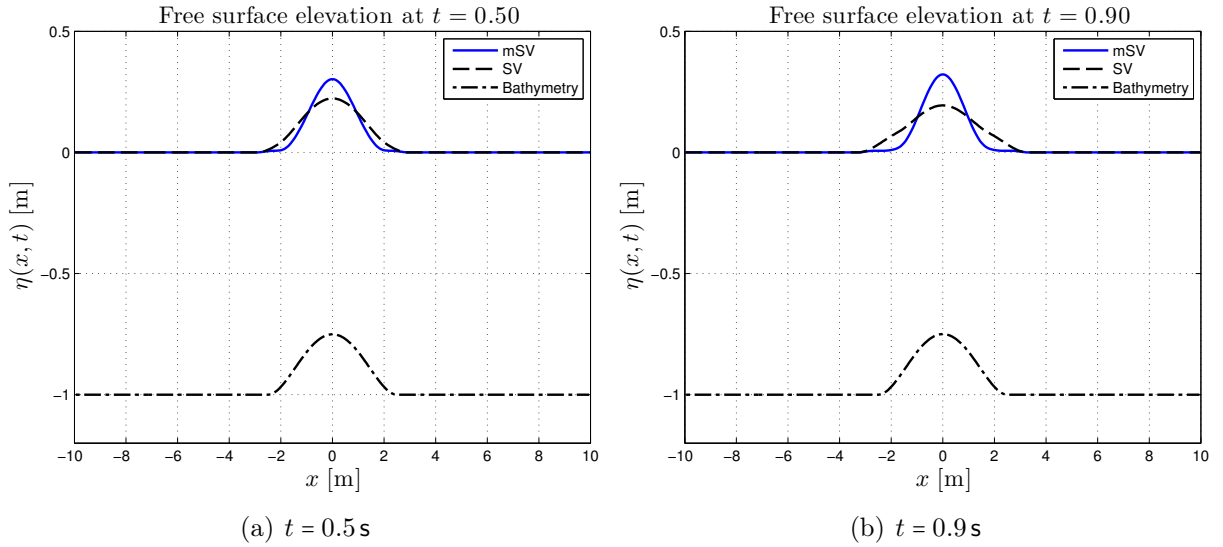 Free surface elevation at t = 0.50
0.5
0
−0.5
−1
η(x, t) [m]
mSV
SV
Bathymetry
−10 −8 −6 −4 −2 0 2 4 6 8 10
x [m]
(a) t = 0.5 s
Free surface elevation at t = 0.90
0.5
0
−0.5
−1
η(x, t) [m]
mSV
SV
Bathymetry
−10 −8 −6 −4 −2 0 2 4 6 8 10
x [m]
(b) t = 0.9 s